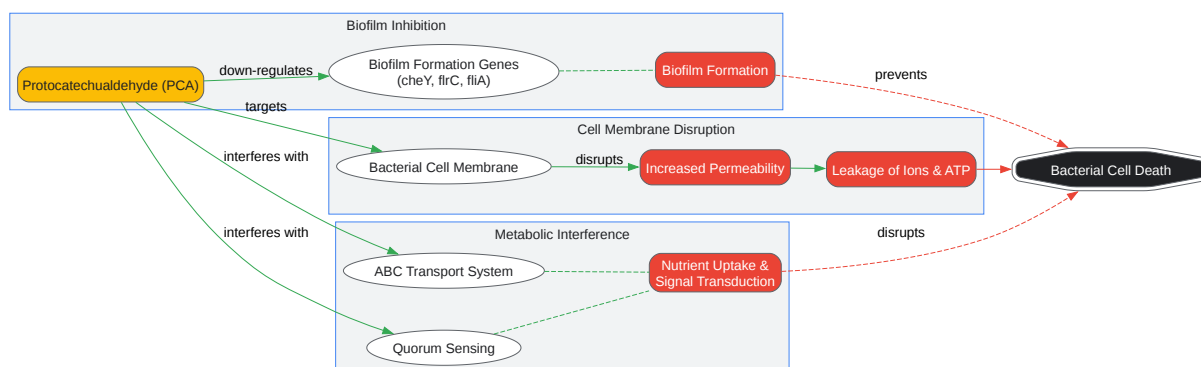 Biofilm Inhibition
Protocatechualdehyde (PCA)
down-regulates
Biofilm Formation Genes
(cheY, flrC, fliA)
Biofilm Formation
prevents
targets
Cell Membrane Disruption
interferes with
Bacterial Cell Membrane
disrupts
Increased Permeability
Leakage of Ions & ATP
Bacterial Cell Death
interferes with
Metabolic Interference
disrupts
ABC Transport System
Nutrient Uptake &
Signal Transduction
Quorum Sensing